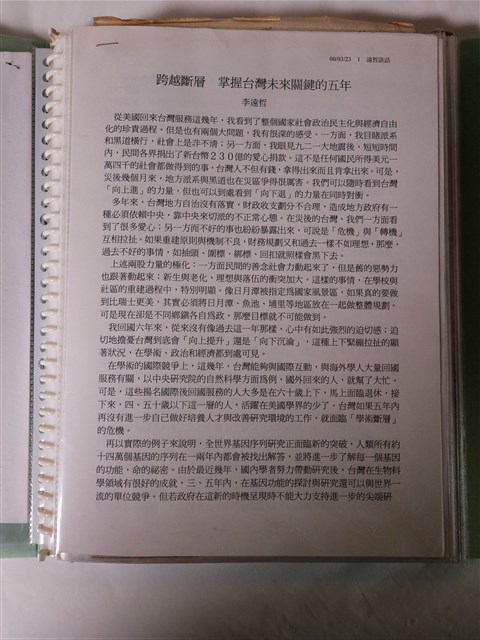 00/03/23 1 遠哲談話
跨越斷層 掌握台灣未來關鍵的五年
李遠哲
從美國回來台灣服務這幾年，我看到了整個國家社會政治民主化與經濟自由
化的珍貴過程。但是也有兩個大問題，我有很深的感受。一方面，我目睹派系
和黑道橫行，社會上是非不清；另一方面，我眼見九二一大地震後，短短時間
內，民間各界捐出了新台幣２３０億的愛心捐款。這不是任何國民所得美元一
萬四千的社會都做得到的事，台灣人不但有錢，拿得出來而且肯拿出來。可是，
災後幾個月來，地方派系與黑道也在災區爭得很厲害。我們可以隨時看到台灣
「向上進」的力量，但也可以到處看到「向下退」的力量在同時對衝。
多年來，台灣地方自治沒有落實，財政收支劃分不合理，造成地方政府有一
種必須依賴中央，靠中央來切派的不正常心態。在災後的台灣，我們一方面看
到了很多愛心；另一方面不好的事也紛紛暴露出來，可說是「危機」與「轉機」
互相拉扯。如果重建原則與機制不良，財務規劃又和過去一樣不如理想，那麼，
過去不好的事情，如抽頭、圍標、綁標、回扣就照樣會黑下去。
上述兩股力量的極化：一方面民間的善念社會力動起來了，但是舊的惡勢力
也跟著動起來；新生與老化、理想與落伍的衝突加大。這樣的事情，在學校與
社區的重建過程中，特別明顯。像日月潭被指定爲國家風景區，如果真的要做
到比瑞士更美，其實必須將日月潭、魚池、埔里等地區放在一起做整體規劃。
可是現在卻是不同鄉鎮各自爲政，那麼目標就不可能做到。
我回國六年來，從來沒有像過去這一年那樣，心中有如此強烈的迫切感；迫
切地擔憂台灣到底會「向上提升」還是「向下沉淪」，這種上下緊繃拉扯的顯
著狀況，在學術、政治和經濟都到處可見。
在學術的國際競爭上，這幾年，台灣能夠與國際互動，與海外學人大量回國
服務有關，以中央研究院的自然科學方面爲例，國外回來的人，就幫了大忙。
可是，這些揚名國際後回國服務的人大多是在六十歲上下，馬上面臨退休，接
下來，四、五十歲以下這一層的人，活躍在美國學界的少了，台灣如果五年內
再沒有進一步自己做好培養人才與改善研究環境的工作，就面臨「學術斷層」
的危機。
再以實際的例子來說明，全世界基因序列研究正面臨新的突破，人類所有約
十四萬個基因的序列在一兩年內都會被找出解答，並將進一步了解每一個基因
的功能，命的祕密。由於最近幾年，國內學者努力帶動研究後，台灣在生物科
學領域有很好的成就，三、五年內，在基因功能的探討與研究還可以與世界一
流的單位競爭。但若政府在這新的時機呈現時不能大力支持進一步的尖端研